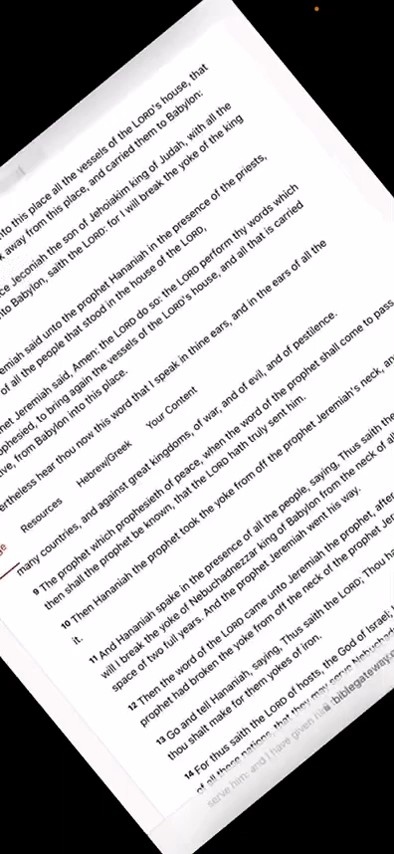 into this place all the vessels of the LORD's house, that
away from this place, and carried them to Babylon:
Jeconiah the son of Jehoiakim king of Judah, with all the
into Babylon, saith the LORD: for I will break the yoke of the king
said unto the prophet Hananiah in the presence of the priests,
of all the people that stood in the house of the LORD,
Jeremiah said, Amen: the LORD do so: the LORD perform thy words which
to bring again the vessels of the LORD's house, and all that is carried
from Babylon into this place.
hear thou now this word that I speak in thine ears, and in the ears of all the
Resources Hebrew/Greek Your Content
many countries, and against great kingdoms, of war, and of evil, and of pestilence.
9 The prophet which prophesieth of peace, when the word of the prophet shall come to pass
then shall the prophet be known, that the LORD hath truly sent him.
10 Then Hananiah the prophet took the yoke from off the prophet Jeremiah's neck, and
it.
11 And Hananiah spake in the presence of all the people, saying, Thus saith the
will I break the yoke of Nebuchadnezzar king of Babylon from the neck of all
space of two full years. And the prophet Jeremiah went his way.
12 Then the word of the LORD came unto Jeremiah the prophet, after
prophet had broken the yoke from off the neck of the prophet
13 Go and tell Hananiah, saying, Thus saith the LORD; Thou
thou shalt make for them yokes of iron.
14 For thus saith the LORD of hosts, the God of Israel;
of all these nations, that they may serve
serve him: and I have given biblegateway